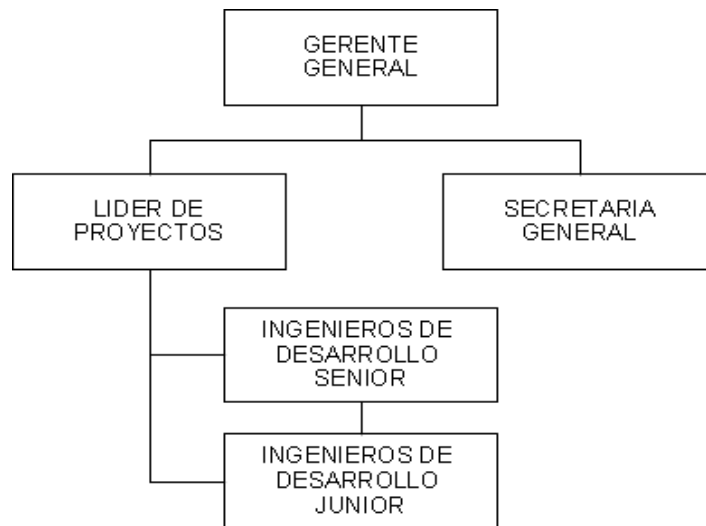 GERENTE
GENERAL
LIDER DE
PROYECTOS
SECRETARIA
GENERAL
INGENIEROS DE
DESARROLLO
SENIOR
INGENIEROS DE
DESARROLLO
JUNIOR